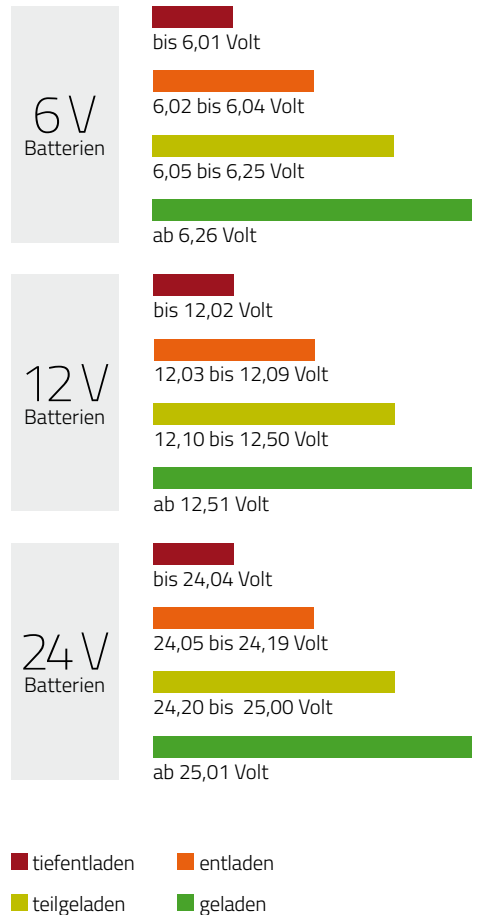 6 V
Batterien
bis 6,01 Volt
6,02 bis 6,04 Volt
6,05 bis 6,25 Volt
ab 6,26 Volt
12 V
Batterien
bis 12,02 Volt
12,03 bis 12,09 Volt
12,10 bis 12,50 Volt
ab 12,51 Volt
24 V
Batterien
bis 24,04 Volt
24,05 bis 24,19 Volt
24,20 bis 25,00 Volt
ab 25,01 Volt
tiefentladen entladen
teilgeladen geladen